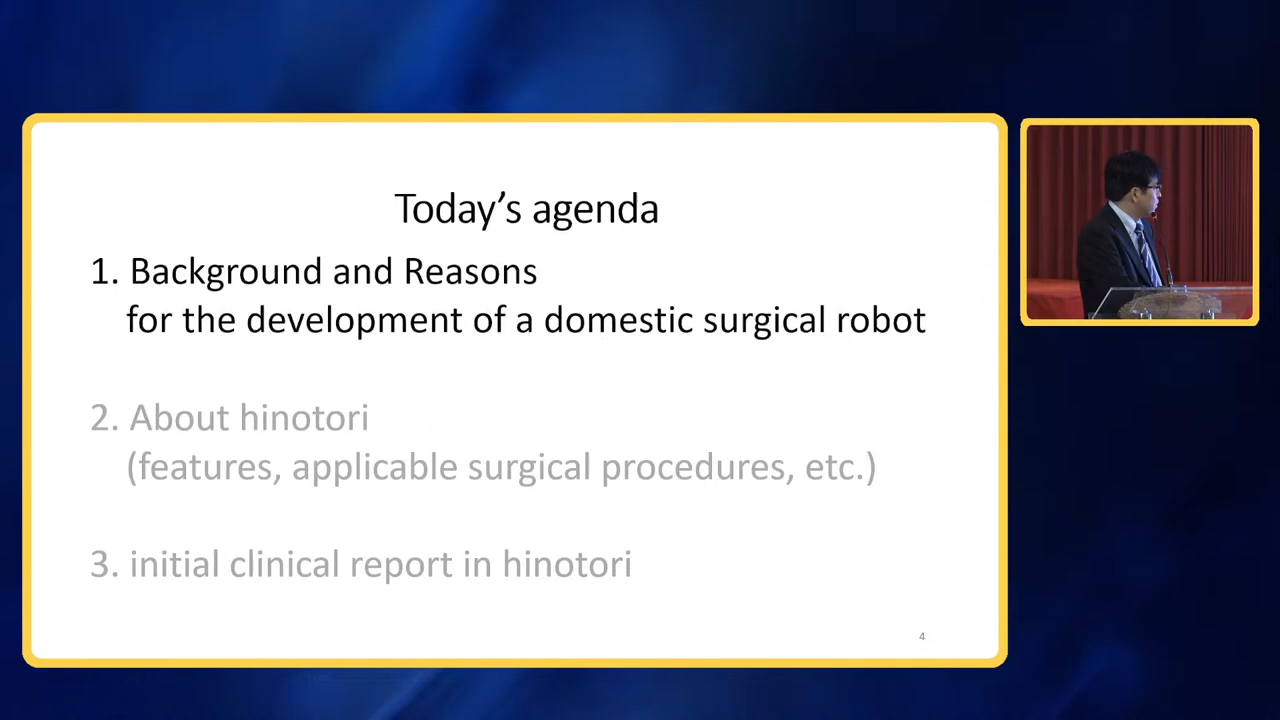 Today’s agenda
1. Background and Reasons
for the development of a domestic surgical robot
2. About hinotori
(features, applicable surgical procedures, etc.)
3. initial clinical report in hinotori
4